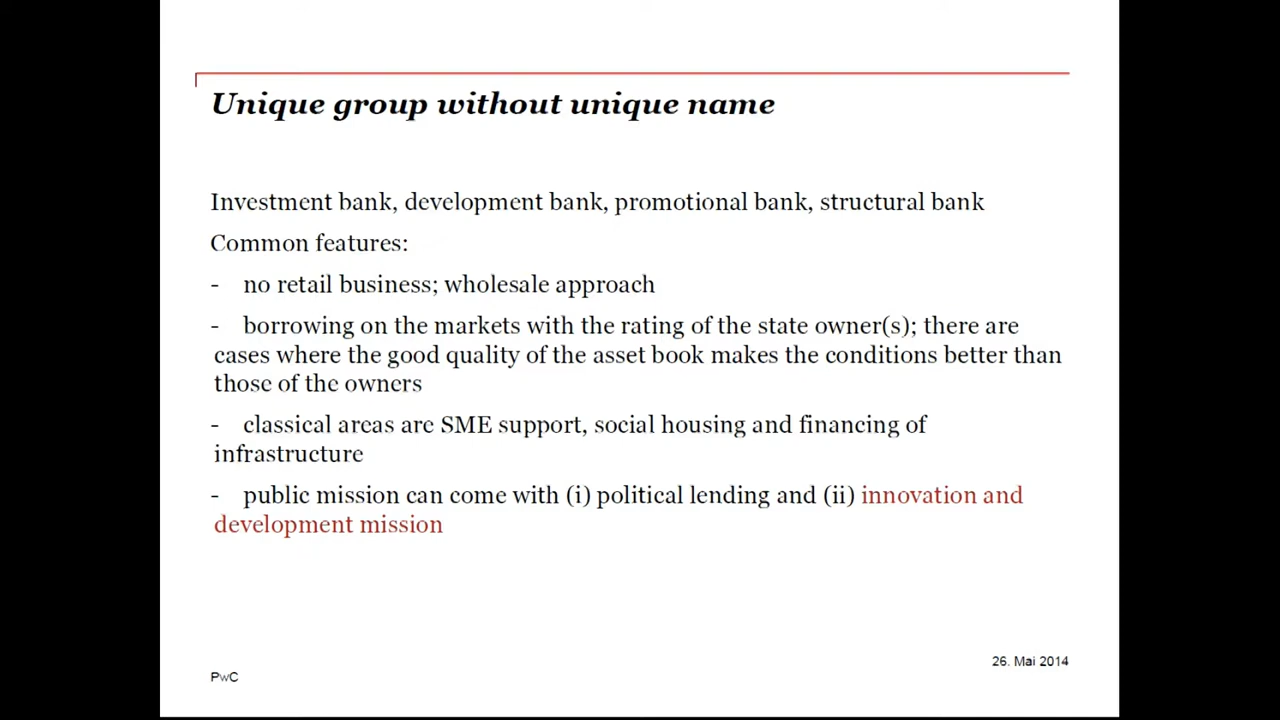 Unique group without unique name
Investment bank, development bank, promotional bank, structural bank
Common features:
- no retail business; wholesale approach
- borrowing on the markets with the rating of the state owner(s); there are
cases where the good quality of the asset book makes the conditions better than
those of the owners
- classical areas are SME support, social housing and financing of
infrastructure
- public mission can come with (i) political lending and (ii) innovation and
development mission
26. Mai 2014
PwC